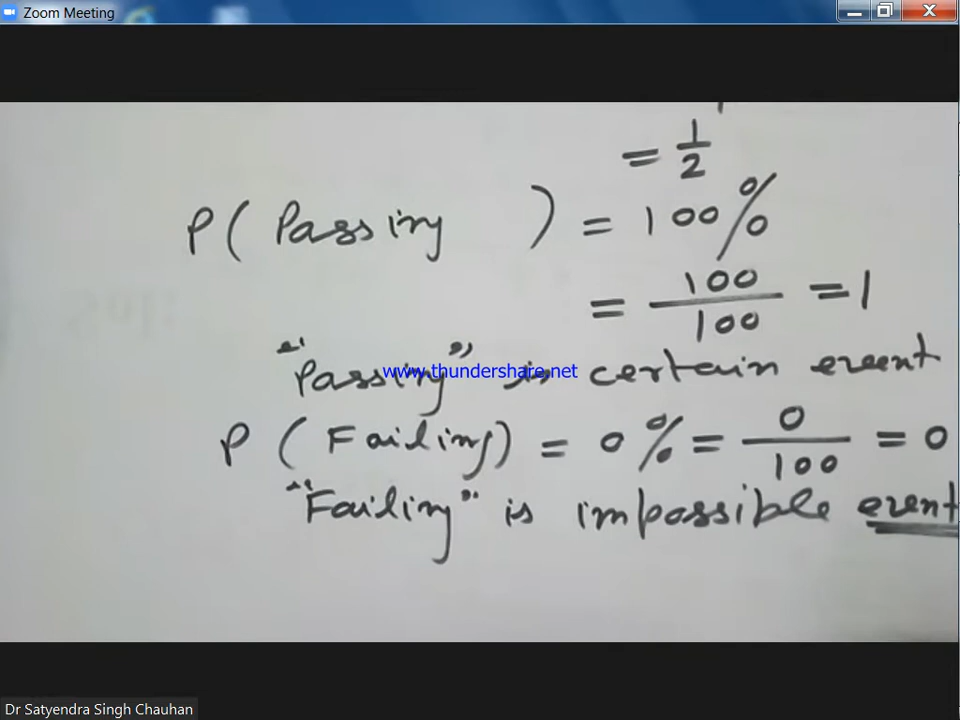 Zoom Meeting
= 1/2
P( Passing ) = 100%
= 100/100 = 1
"Passing" is certain event
www.thundershare.net
P (Failing) = 0% = 0/100 = 0
"Failing" is impossible event
Dr Satyendra Singh Chauhan